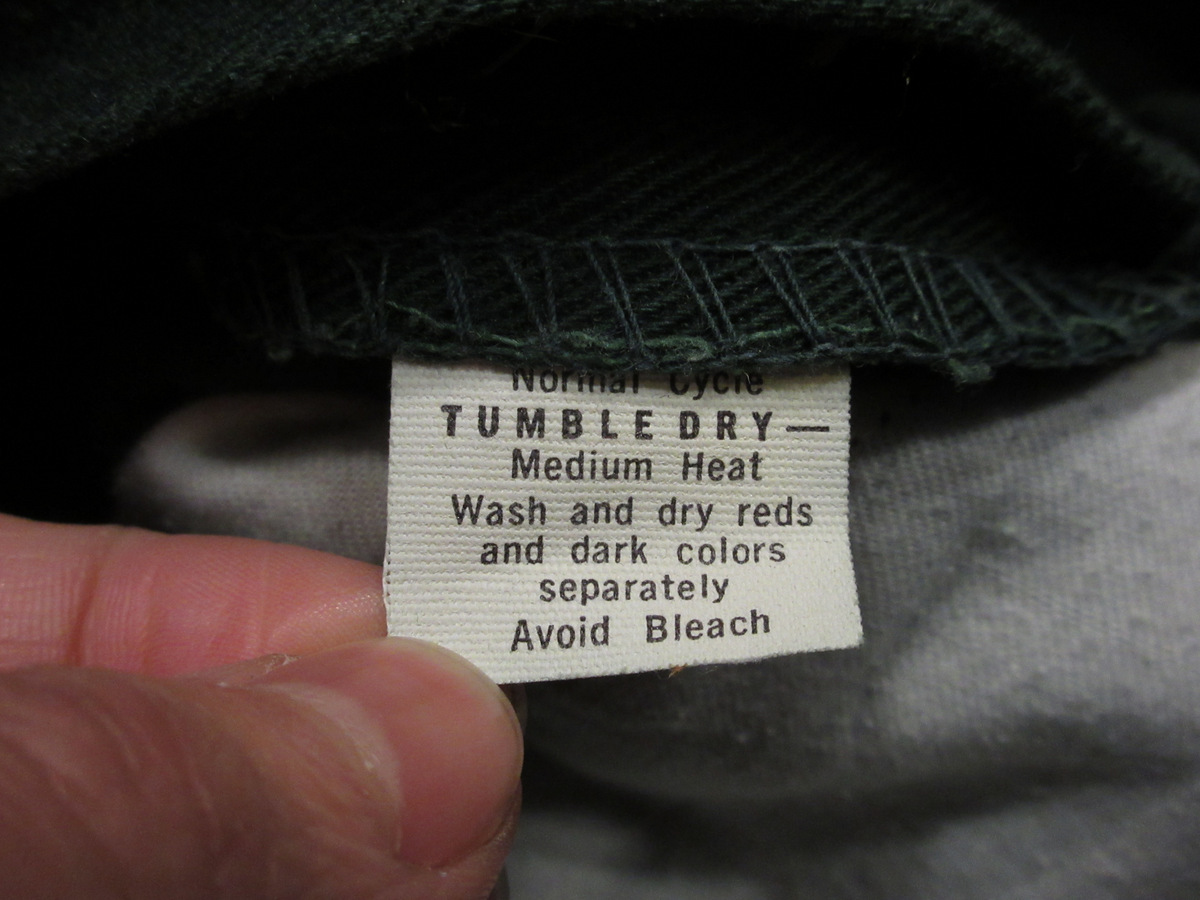 Normal Cycle
TUMBLE DRY—
Medium Heat
Wash and dry reds
and dark colors
separately
Avoid Bleach